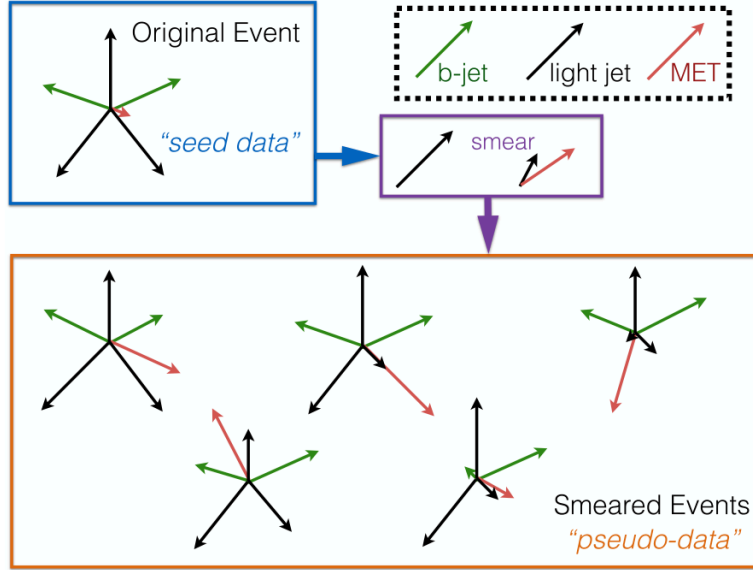 Original Event
"seed data"
b-jet
light jet
MET
smear
Smeared Events
"pseudo-data"